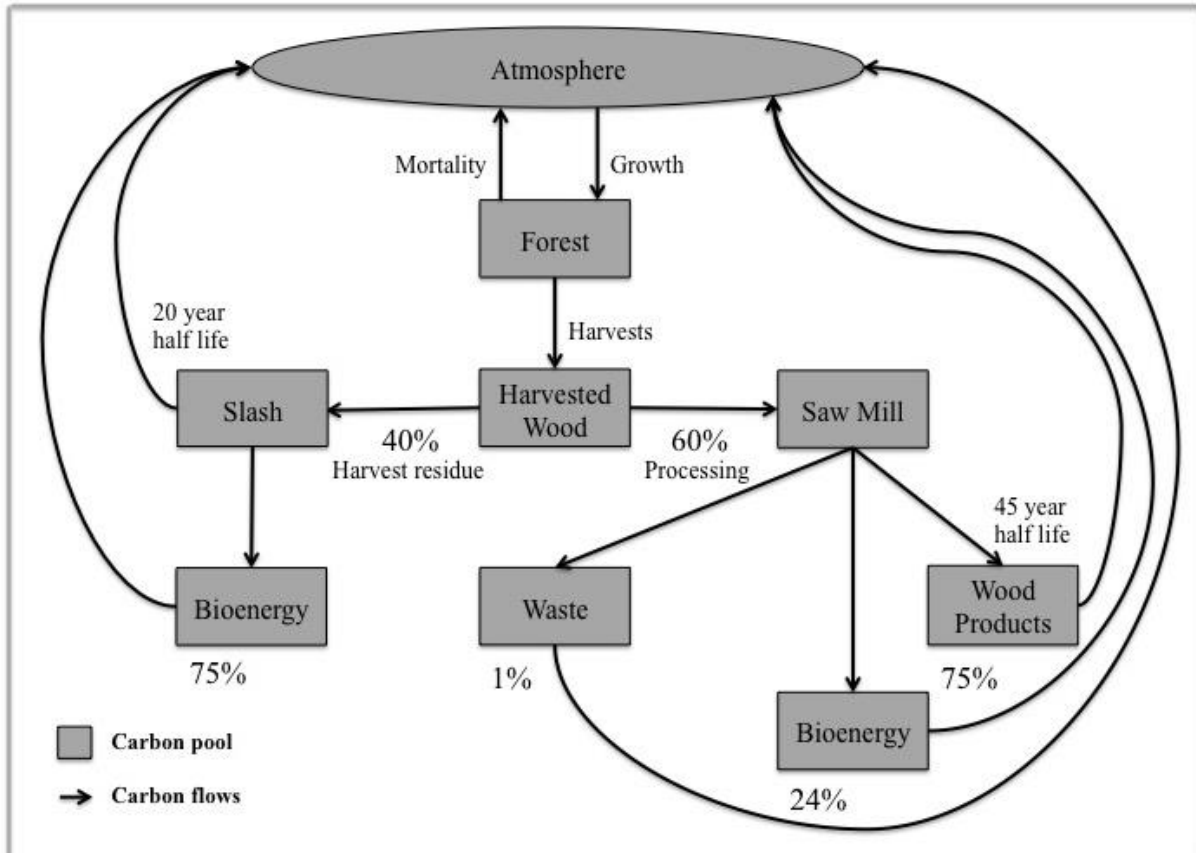 Atmosphere
Mortality
Growth
Forest
20 year
half life
Harvests
Slash
Harvested
Wood
Saw Mill
40%
Harvest residue
60%
Processing
45 year
half life
Bioenergy
Waste
Wood
Products
75%
1%
75%
Bioenergy
24%
Carbon pool
Carbon flows